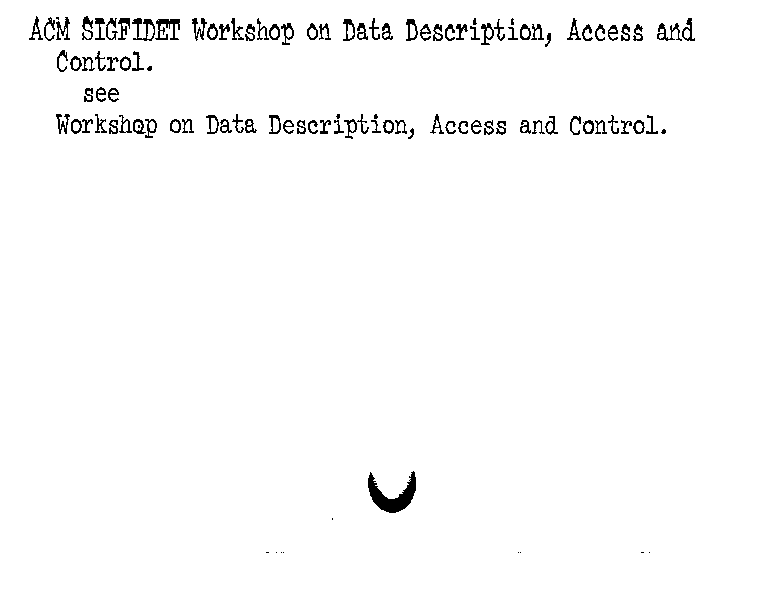 ACM SIGFIDET Workshop on Data Description, Access and
Control.
see
Workshop on Data Description, Access and Control.